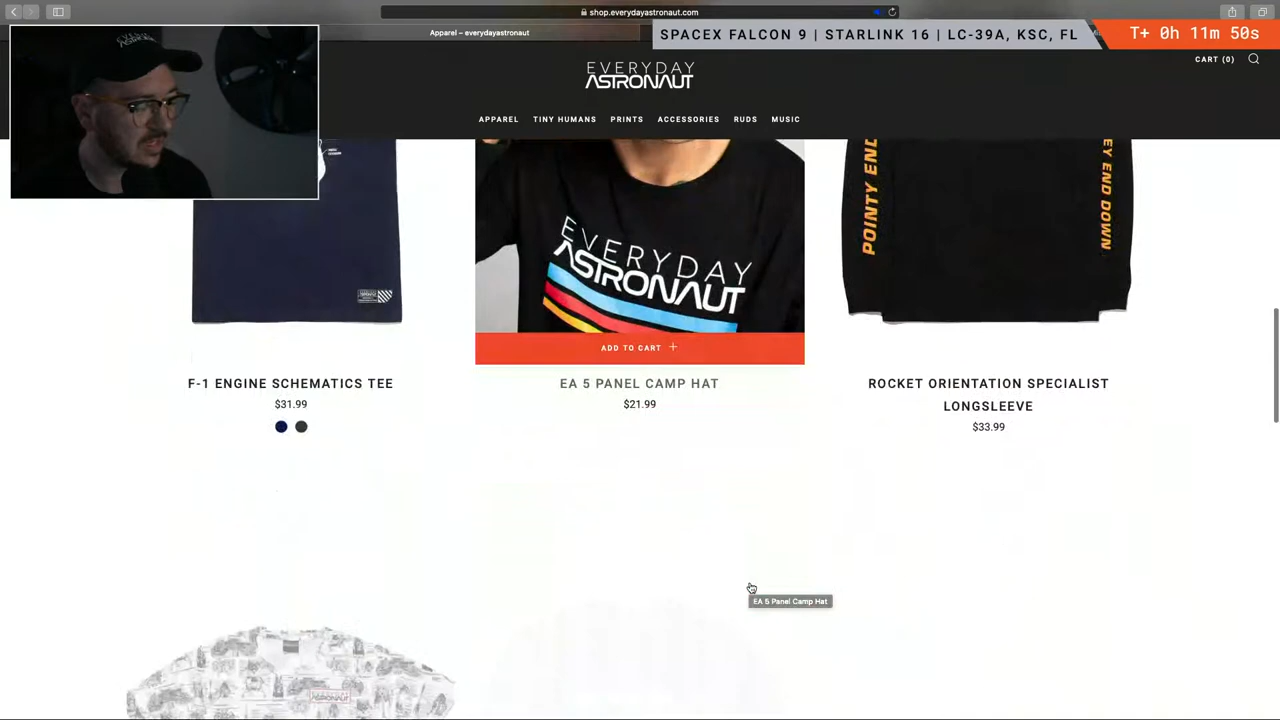 shop.everydayastronaut.com
Apparel – everydayastronaut
SPACEX FALCON 9 | STARLINK 16 | LC-39A, KSC, FL
T+ 0h 11m 50s
CART (0)
EVERYDAY
ASTRONAUT
APPAREL TINY HUMANS PRINTS ACCESSORIES RUDS MUSIC
EVERYDAY
ASTRONAUT
POINTY END
EY END DOWN
ADD TO CART +
F-1 ENGINE SCHEMATICS TEE
$31.99
EA 5 PANEL CAMP HAT
$21.99
ROCKET ORIENTATION SPECIALIST
LONGSLEEVE
$33.99
EA 5 Panel Camp Hat
ASTRONAUT